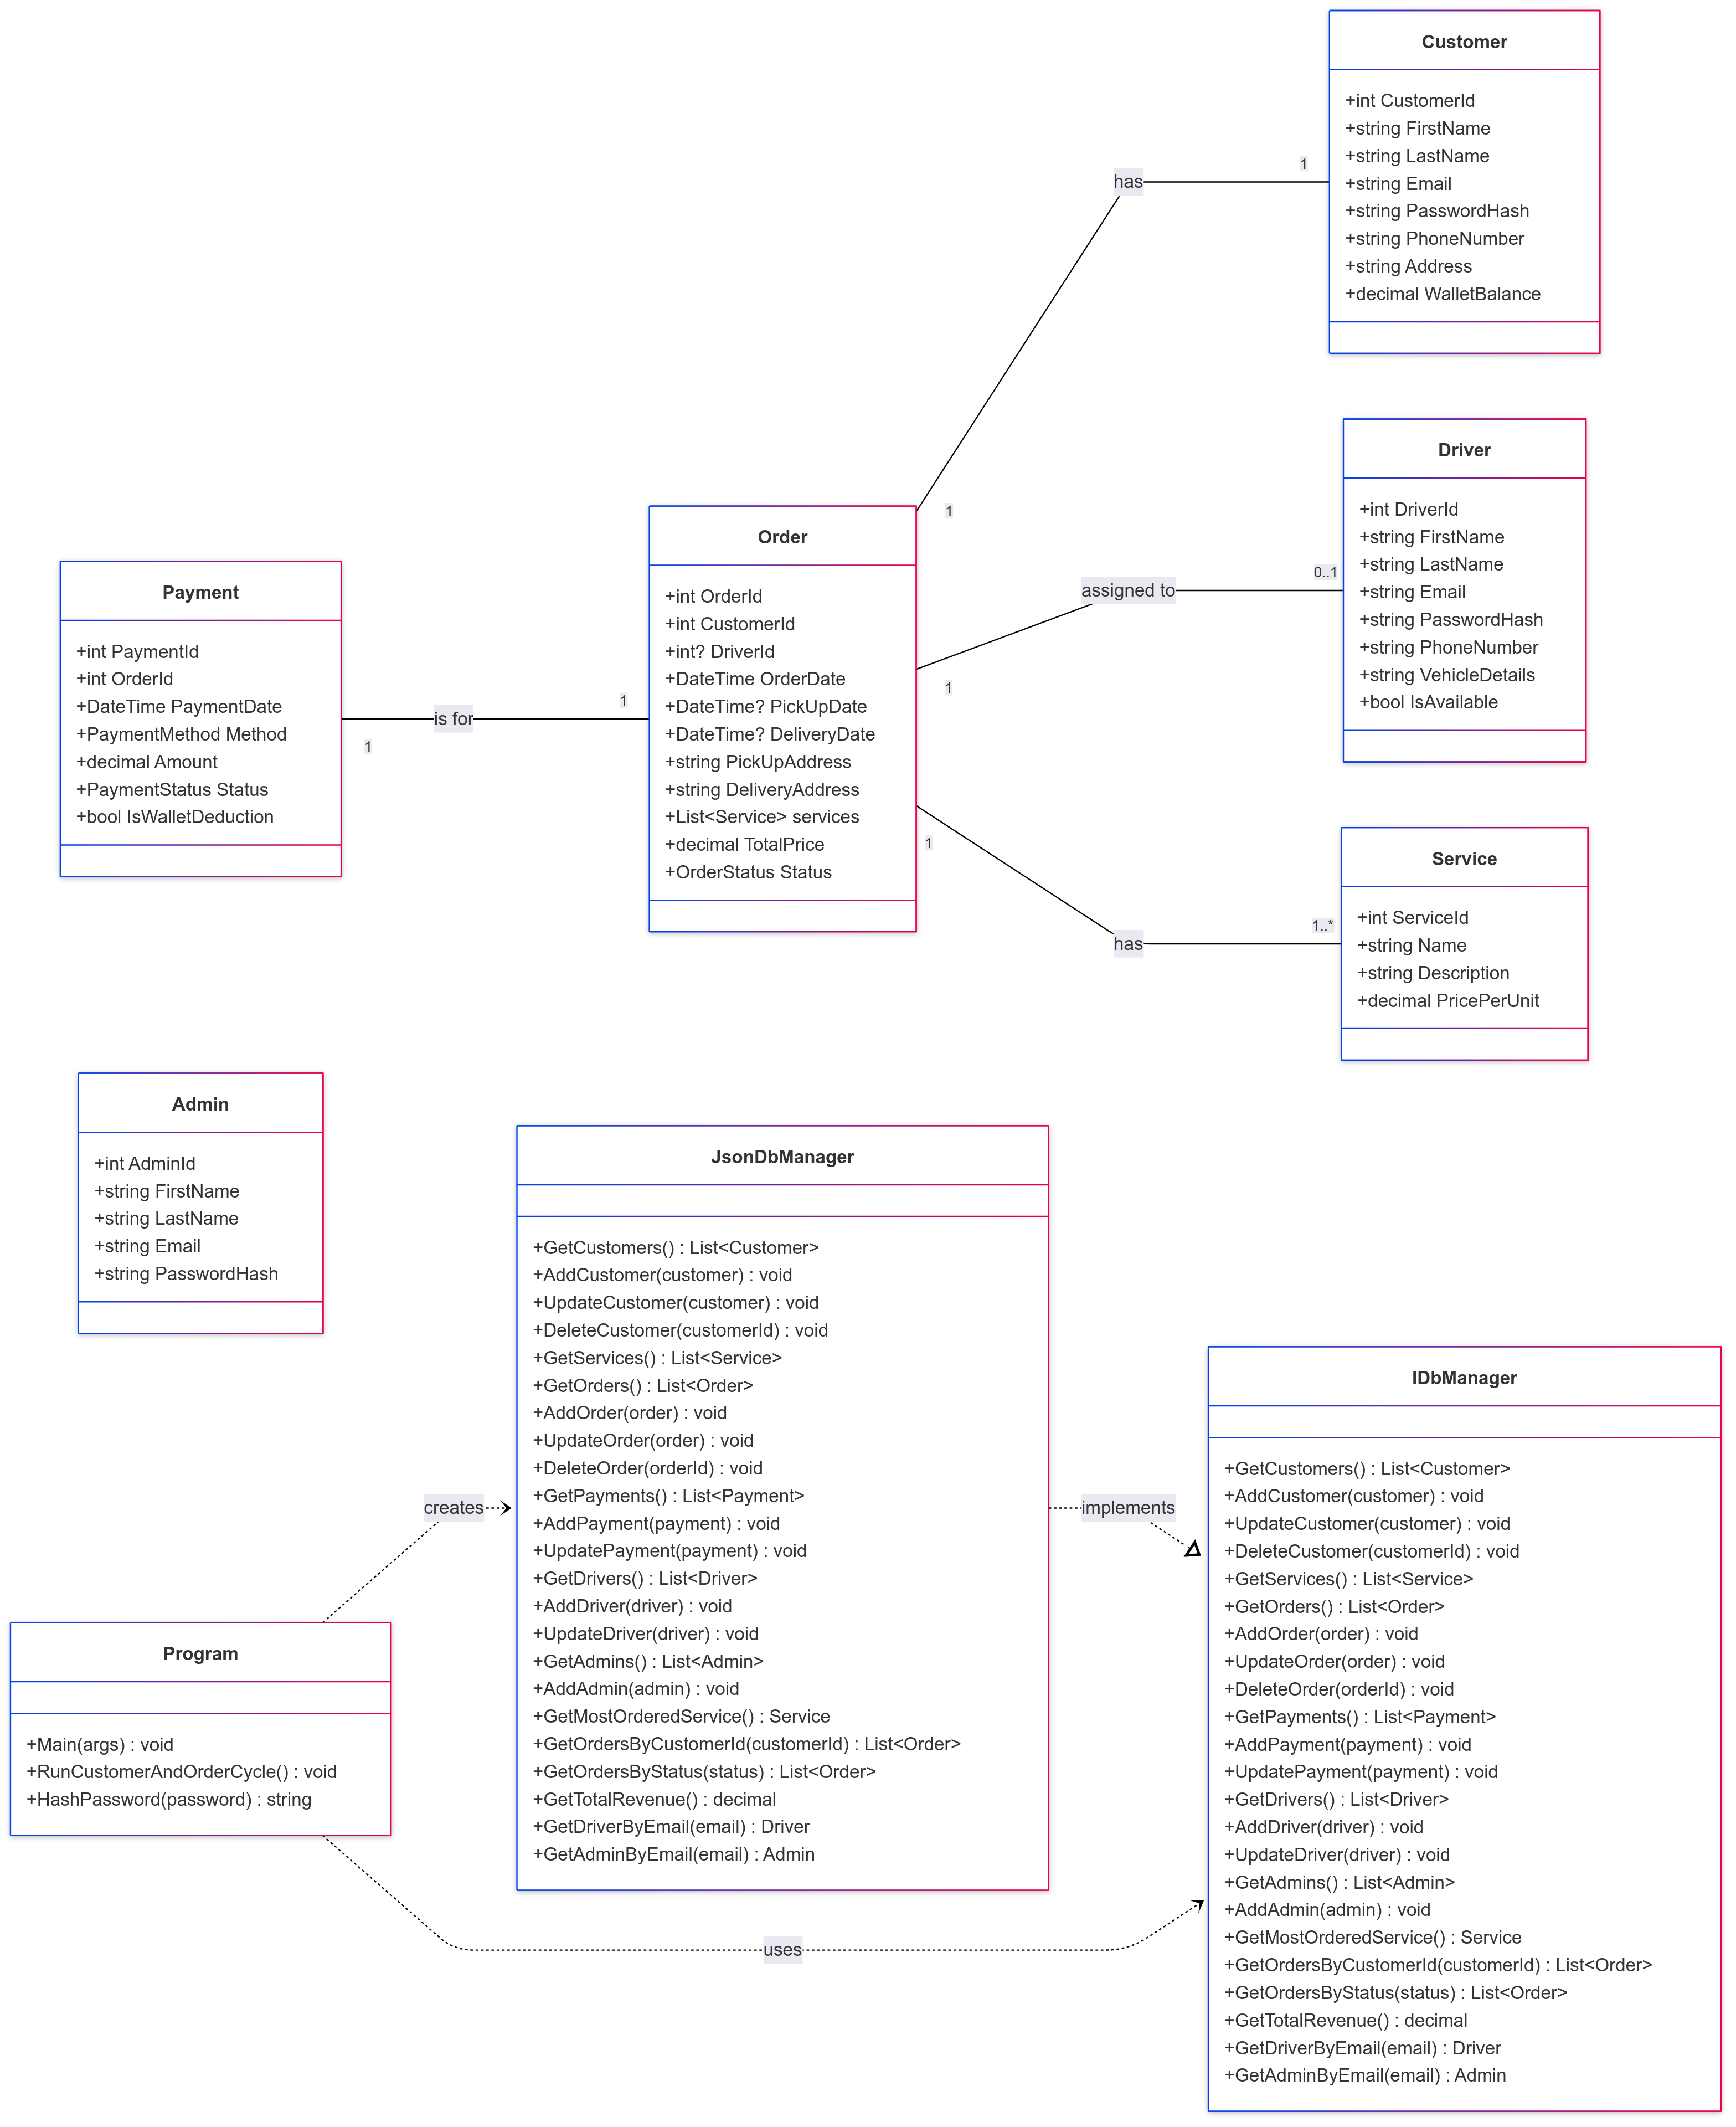 Customer
+int CustomerId
+string FirstName
+string LastName
+string Email
+string PasswordHash
+string PhoneNumber
+string Address
+decimal WalletBalance
has
1
1
Driver
+int DriverId
+string FirstName
+string LastName
+string Email
+string PasswordHash
+string PhoneNumber
+string VehicleDetails
+bool IsAvailable
assigned to
0..1
1
Order
+int OrderId
+int CustomerId
+int? DriverId
+DateTime OrderDate
+DateTime? PickUpDate
+DateTime? DeliveryDate
+string PickUpAddress
+string DeliveryAddress
+List<Service> services
+decimal TotalPrice
+OrderStatus Status
Payment
+int PaymentId
+int OrderId
+DateTime PaymentDate
+PaymentMethod Method
+decimal Amount
+PaymentStatus Status
+bool IsWalletDeduction
is for
1
1
Service
+int ServiceId
+string Name
+string Description
+decimal PricePerUnit
has
1
1..*
Admin
+int AdminId
+string FirstName
+string LastName
+string Email
+string PasswordHash
JsonDbManager
+GetCustomers() : List<Customer>
+AddCustomer(customer) : void
+UpdateCustomer(customer) : void
+DeleteCustomer(customerId) : void
+GetServices() : List<Service>
+GetOrders() : List<Order>
+AddOrder(order) : void
+UpdateOrder(order) : void
+DeleteOrder(orderId) : void
+GetPayments() : List<Payment>
+AddPayment(payment) : void
+UpdatePayment(payment) : void
+GetDrivers() : List<Driver>
+AddDriver(driver) : void
+UpdateDriver(driver) : void
+GetAdmins() : List<Admin>
+AddAdmin(admin) : void
+GetMostOrderedService() : Service
+GetOrdersByCustomerId(customerId) : List<Order>
+GetOrdersByStatus(status) : List<Order>
+GetTotalRevenue() : decimal
+GetDriverByEmail(email) : Driver
+GetAdminByEmail(email) : Admin
IDbManager
+GetCustomers() : List<Customer>
+AddCustomer(customer) : void
+UpdateCustomer(customer) : void
+DeleteCustomer(customerId) : void
+GetServices() : List<Service>
+GetOrders() : List<Order>
+AddOrder(order) : void
+UpdateOrder(order) : void
+DeleteOrder(orderId) : void
+GetPayments() : List<Payment>
+AddPayment(payment) : void
+UpdatePayment(payment) : void
+GetDrivers() : List<Driver>
+AddDriver(driver) : void
+UpdateDriver(driver) : void
+GetAdmins() : List<Admin>
+AddAdmin(admin) : void
+GetMostOrderedService() : Service
+GetOrdersByCustomerId(customerId) : List<Order>
+GetOrdersByStatus(status) : List<Order>
+GetTotalRevenue() : decimal
+GetDriverByEmail(email) : Driver
+GetAdminByEmail(email) : Admin
creates
implements
Program
+Main(args) : void
+RunCustomerAndOrderCycle() : void
+HashPassword(password) : string
uses